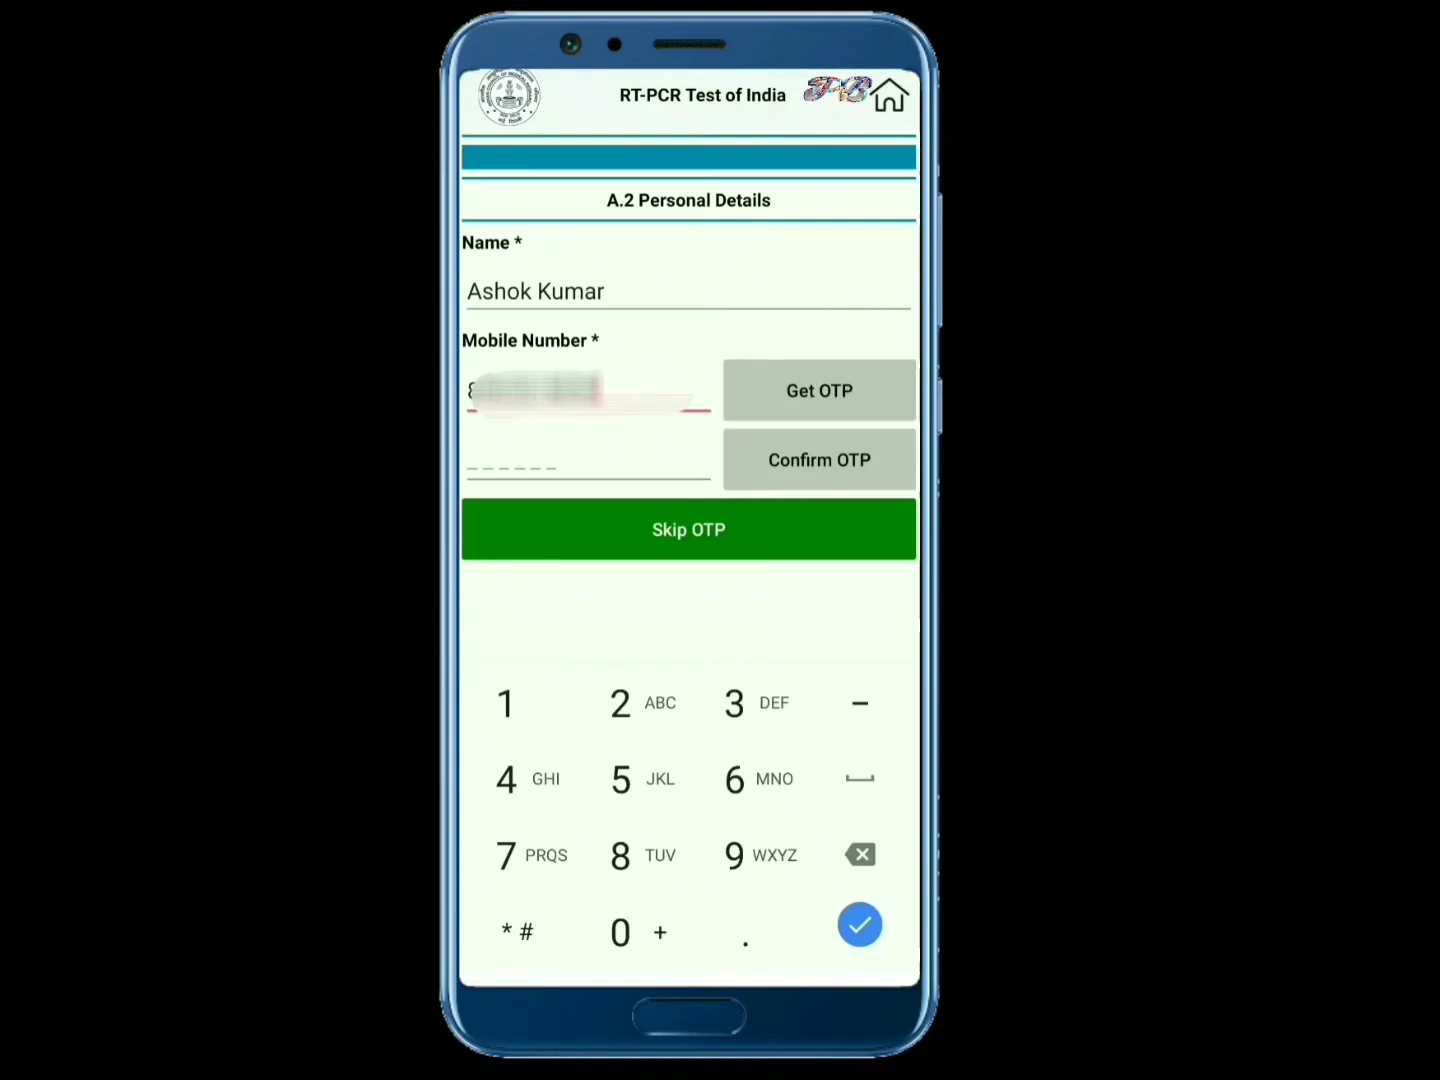 RT-PCR Test of India
A.2 Personal Details
Name *
Ashok Kumar
Mobile Number *
Get OTP
Confirm OTP
Skip OTP
1
2 ABC
3 DEF
–
4 GHI
5 JKL
6 MNO
7 PRQS
8 TUV
9 WXYZ
* #
0 +
.